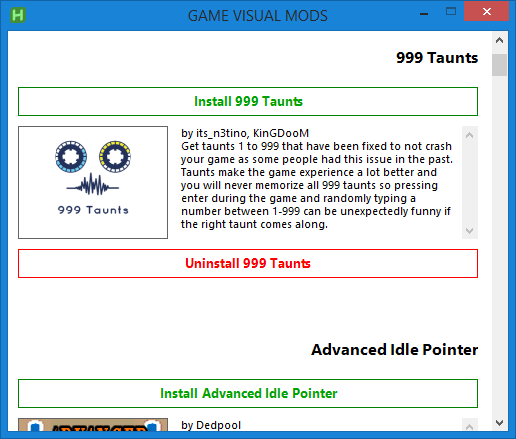 GAME VISUAL MODS
999 Taunts
Install 999 Taunts
999 Taunts
by its_n3tino, KinGDooM
Get taunts 1 to 999 that have been fixed to not crash
your game as some people had this issue in the past.
Taunts make the game experience a lot better and
you will never memorize all 999 taunts so pressing
enter during the game and randomly typing a
number between 1-999 can be unexpectedly funny if
the right taunt comes along.
Uninstall 999 Taunts
Advanced Idle Pointer
Install Advanced Idle Pointer
ADVANCED
by Dedpool